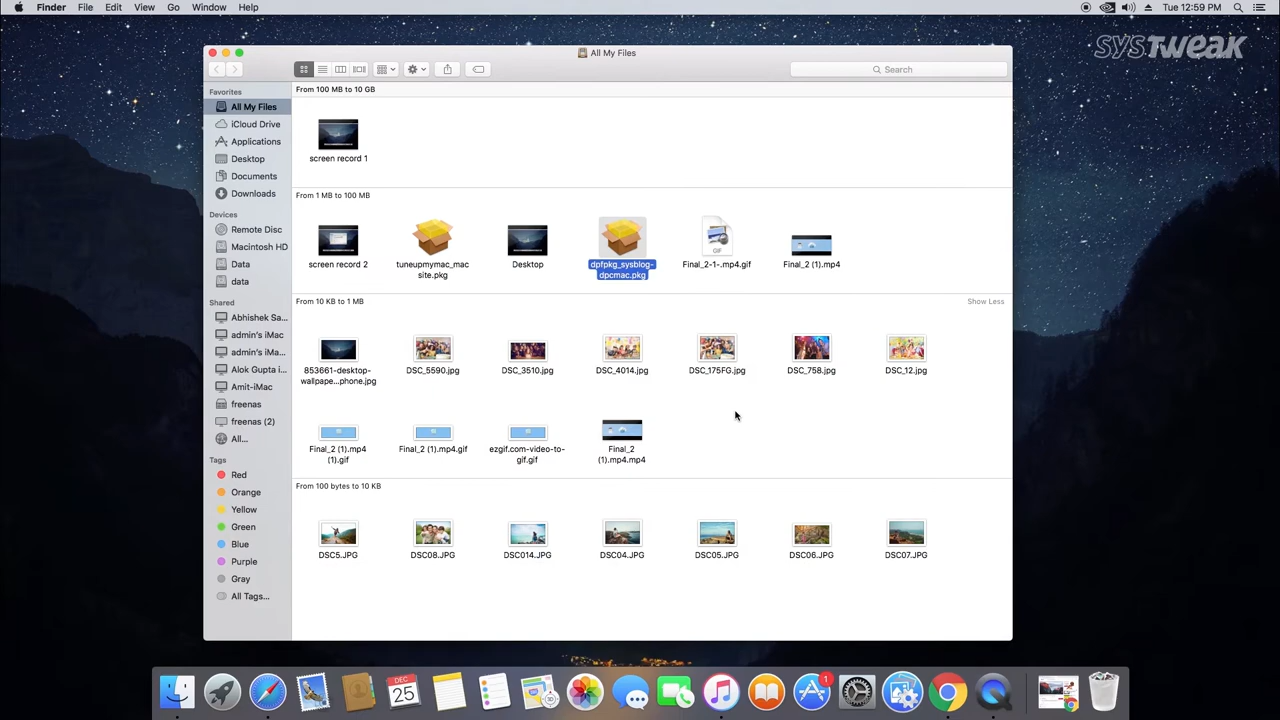 Finder File Edit View Go Window Help
Tue 12:59 PM
SYSTWEAK
All My Files
Search
Favorites
All My Files
iCloud Drive
Applications
Desktop
Documents
Downloads
Devices
Remote Disc
Macintosh HD
Data
data
Shared
Abhishek Sa...
admin's iMac
admin's iMa...
Alok Gupta i...
Amit-iMac
freenas
freenas (2)
All...
Tags
Red
Orange
Yellow
Green
Blue
Purple
Gray
All Tags...
From 100 MB to 10 GB
screen record 1
From 1 MB to 100 MB
screen record 2
tuneupmymac_mac
site.pkg
Desktop
dpfpkg_sysblog-
dpcmac.pkg
GIF
Final_2-1-.mp4.gif
Final_2 (1).mp4
From 10 KB to 1 MB
Show Less
853661-desktop-
wallpape...phone.jpg
DSC_5590.jpg
DSC_3510.jpg
DSC_4014.jpg
DSC_175FG.jpg
DSC_758.jpg
DSC_12.jpg
Final_2 (1).mp4
(1).gif
Final_2 (1).mp4.gif
ezgif.com-video-to-
gif.gif
Final_2
(1).mp4.mp4
From 100 bytes to 10 KB
DSC5.JPG
DSC08.JPG
DSC014.JPG
DSC04.JPG
DSC05.JPG
DSC06.JPG
DSC07.JPG
DEC
25
1